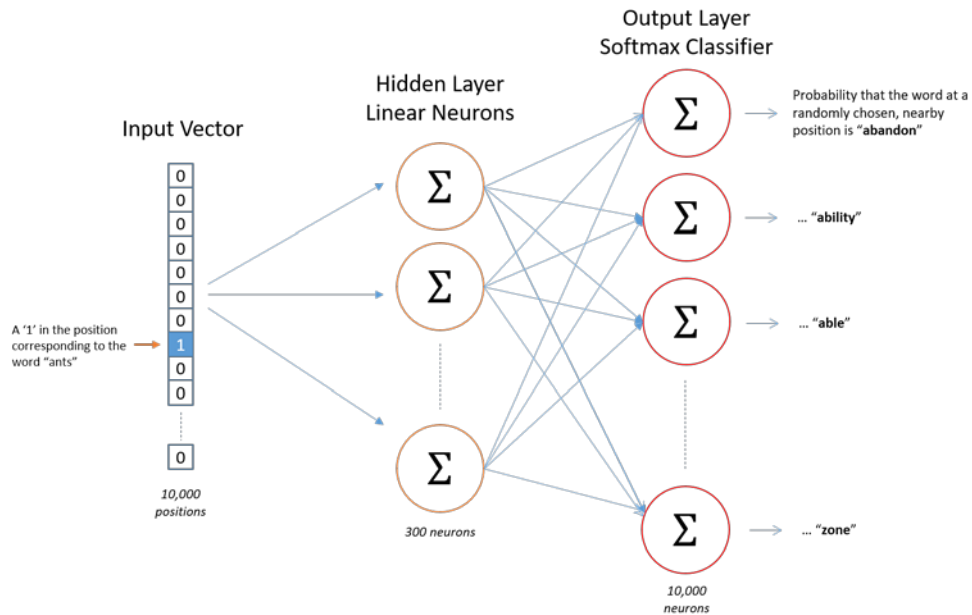 Output Layer
Softmax Classifier
Hidden Layer
Linear Neurons
Input Vector
0
0
0
0
0
0
0
1
0
0
0
A ‘1’ in the position
corresponding to the
word “ants”
10,000
positions
Σ
Σ
Σ
300 neurons
Σ
Σ
Σ
Σ
10,000
neurons
Probability that the word at a
randomly chosen, nearby
position is “abandon”
... “ability”
... “able”
... “zone”